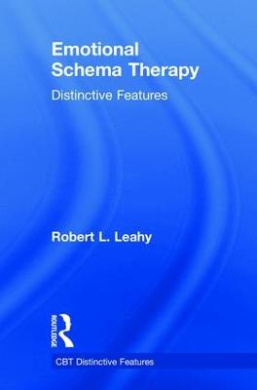 Emotional
Schema Therapy
Distinctive Features
Robert L. Leahy
ROUTLEDGE
CBT Distinctive Features